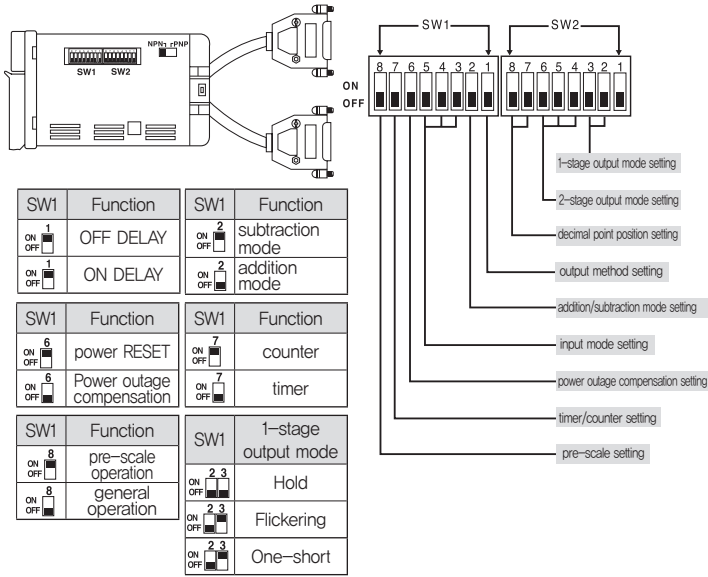 NPN PNP
SW1 SW2
SW1 SW2
8 7 6 5 4 3 2 1 8 7 6 5 4 3 2 1
ON
OFF
1-stage output mode setting
2-stage output mode setting
decimal point position setting
output method setting
addition/subtraction mode setting
input mode setting
power outage compensation setting
timer/counter setting
pre-scale setting
SW1 Function
1
ON
OFF
OFF DELAY
1
ON
OFF
ON DELAY
SW1 Function
2
ON
OFF
subtraction
mode
2
ON
OFF
addition
mode
SW1 Function
6
ON
OFF
power RESET
6
ON
OFF
Power outage
compensation
SW1 Function
7
ON
OFF
counter
7
ON
OFF
timer
SW1 Function
8
ON
OFF
pre-scale
operation
8
ON
OFF
general
operation
SW1
1-stage
output mode
2 3
ON
OFF
Hold
2 3
ON
OFF
Flickering
2 3
ON
OFF
One-short